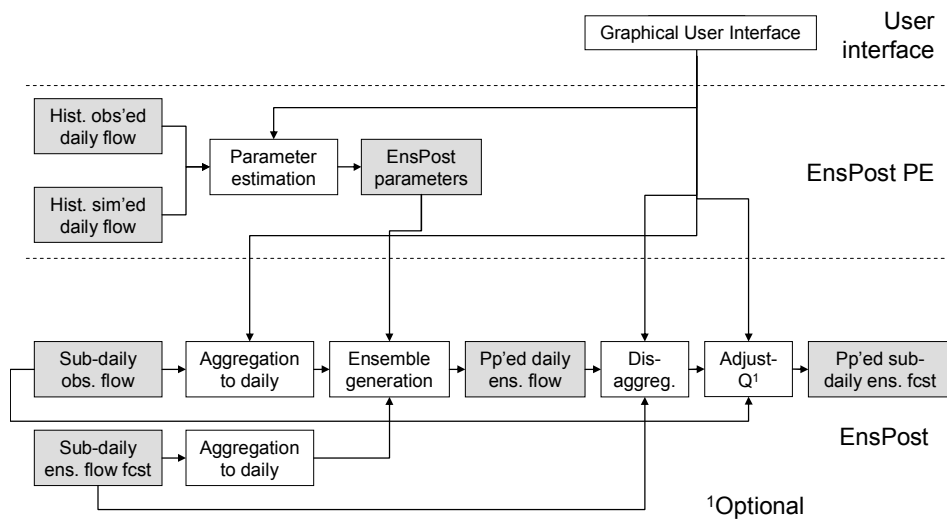 Graphical User Interface
User
interface
Hist. obs'ed
daily flow
Parameter
estimation
EnsPost
parameters
EnsPost PE
Hist. sim'ed
daily flow
Sub-daily
obs. flow
Aggregation
to daily
Ensemble
generation
Pp'ed daily
ens. flow
Dis-
aggreg.
Adjust-
Q¹
Pp'ed sub-
daily ens. fcst
EnsPost
Sub-daily
ens. flow fcst
Aggregation
to daily
¹Optional